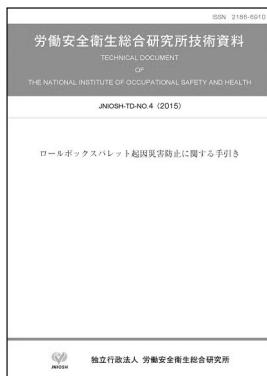 ISSN 2186-6910
労働安全衛生総合研究所技術資料
TECHNICAL DOCUMENT
OF
THE NATIONAL INSTITUTE OF OCCUPATIONAL SAFETY AND HEALTH
JNIOSH-TD-NO.4 (2015)
ロールボックスパレット起因災害防止に関する手引き
JNIOSH
独立行政法人 労働安全衛生総合研究所